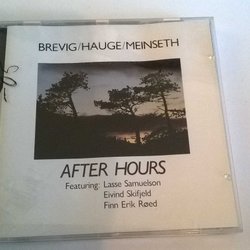 BREVIG/HAUGE/MEINSETH
AFTER HOURS
Featuring: Lasse Samuelson
Eivind Skifjeld
Finn Erik Røed